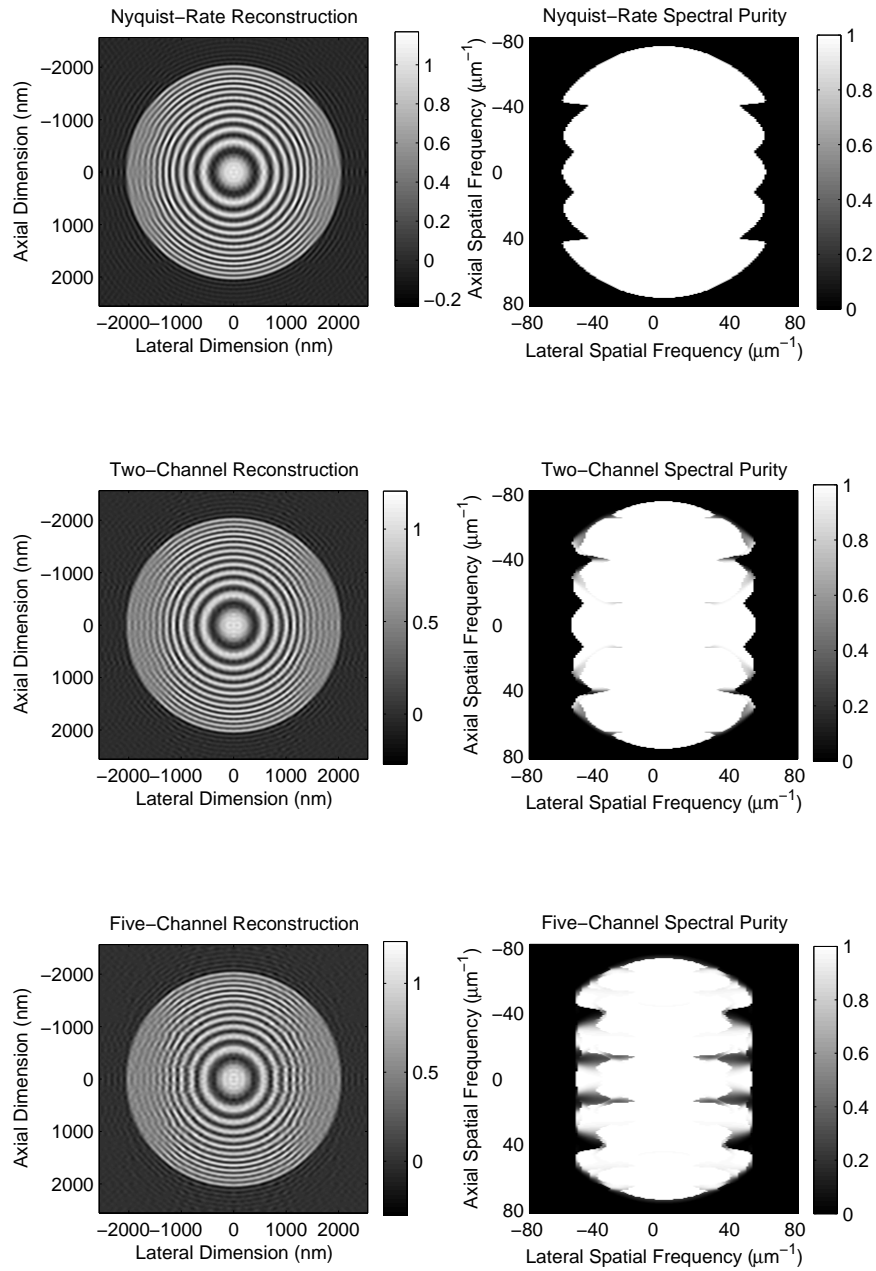 Nyquist−Rate Reconstruction
Axial Dimension (nm)
−2000
−1000
0
1000
2000
−2000−1000 0 1000 2000
Lateral Dimension (nm)
1
0.8
0.6
0.4
0.2
0
−0.2
Nyquist−Rate Spectral Purity
Axial Spatial Frequency (μm⁻¹)
−80
−40
0
40
80
−80 −40 0 40 80
Lateral Spatial Frequency (μm⁻¹)
1
0.8
0.6
0.4
0.2
0
Two−Channel Reconstruction
Axial Dimension (nm)
−2000
−1000
0
1000
2000
−2000−1000 0 1000 2000
Lateral Dimension (nm)
1
0.5
0
Two−Channel Spectral Purity
Axial Spatial Frequency (μm⁻¹)
−80
−40
0
40
80
−80 −40 0 40 80
Lateral Spatial Frequency (μm⁻¹)
1
0.8
0.6
0.4
0.2
0
Five−Channel Reconstruction
Axial Dimension (nm)
−2000
−1000
0
1000
2000
−2000−1000 0 1000 2000
Lateral Dimension (nm)
1
0.5
0
Five−Channel Spectral Purity
Axial Spatial Frequency (μm⁻¹)
−80
−40
0
40
80
−80 −40 0 40 80
Lateral Spatial Frequency (μm⁻¹)
1
0.8
0.6
0.4
0.2
0